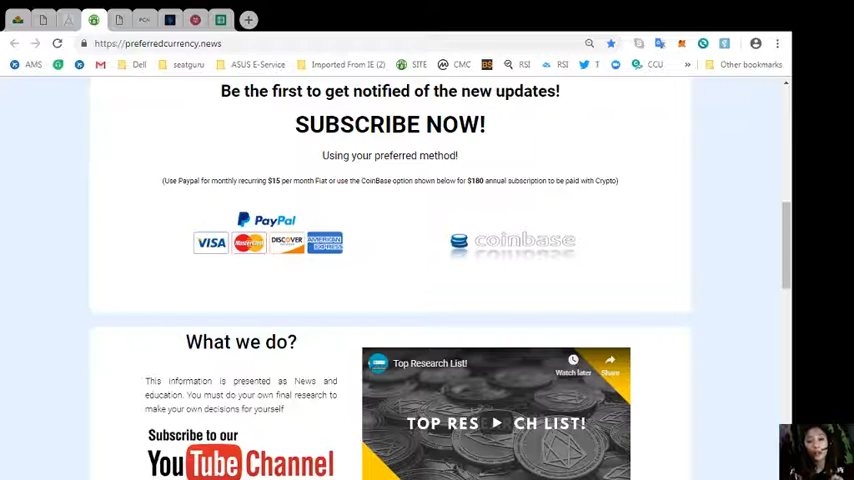 PCH
https://preferredcurrency.news
AMS
Dell
seatguru
ASUS E-Service
Imported From IE (2)
SITE
CMC
BS
RSI
RSI
T
CCU
»
Other bookmarks
Be the first to get notified of the new updates!
SUBSCRIBE NOW!
Using your preferred method!
(Use Paypal for monthly recurring $15 per month Fiat or use the CoinBase option shown below for $180 annual subscription to be paid with Crypto)
PayPal
VISA MasterCard DISCOVER AMERICAN EXPRESS
coinbase
What we do?
This information is presented as News and
education. You must do your own final research to
make your own decisions for yourself
Subscribe to our
YouTube Channel
Top Research List!
Watch later
Share
TOP RES CH LIST!